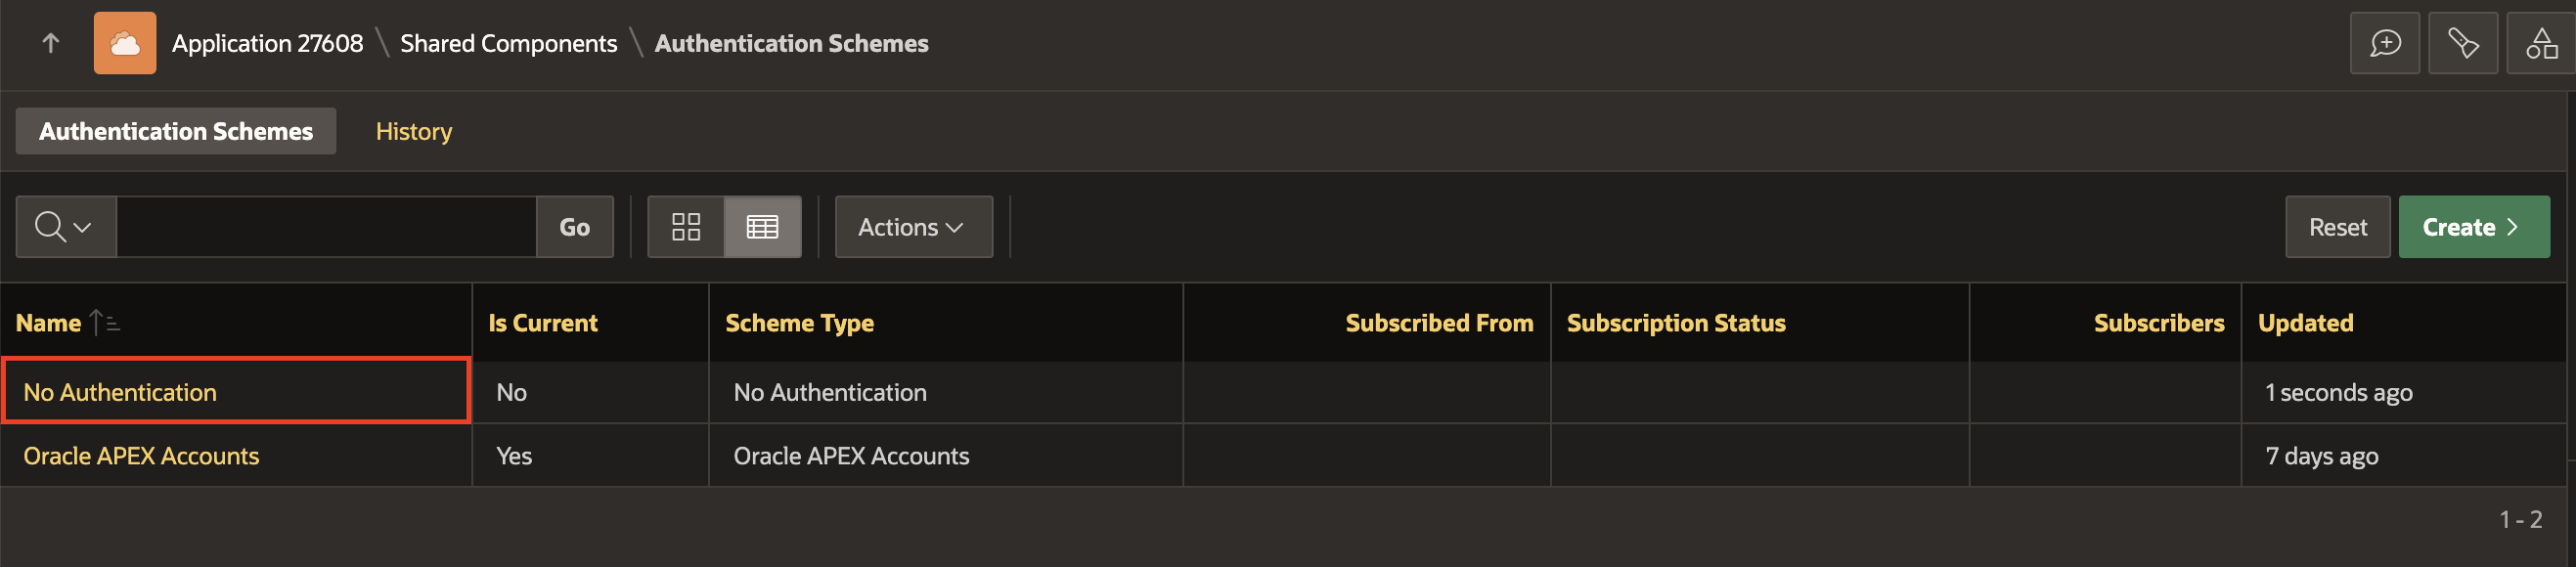 Application 27608 \ Shared Components \ Authentication Schemes
Authentication Schemes History
Go Actions Reset Create
Name Is Current Scheme Type Subscribed From Subscription Status Subscribers Updated
No Authentication No No Authentication 1 seconds ago
Oracle APEX Accounts Yes Oracle APEX Accounts 7 days ago
1 - 2